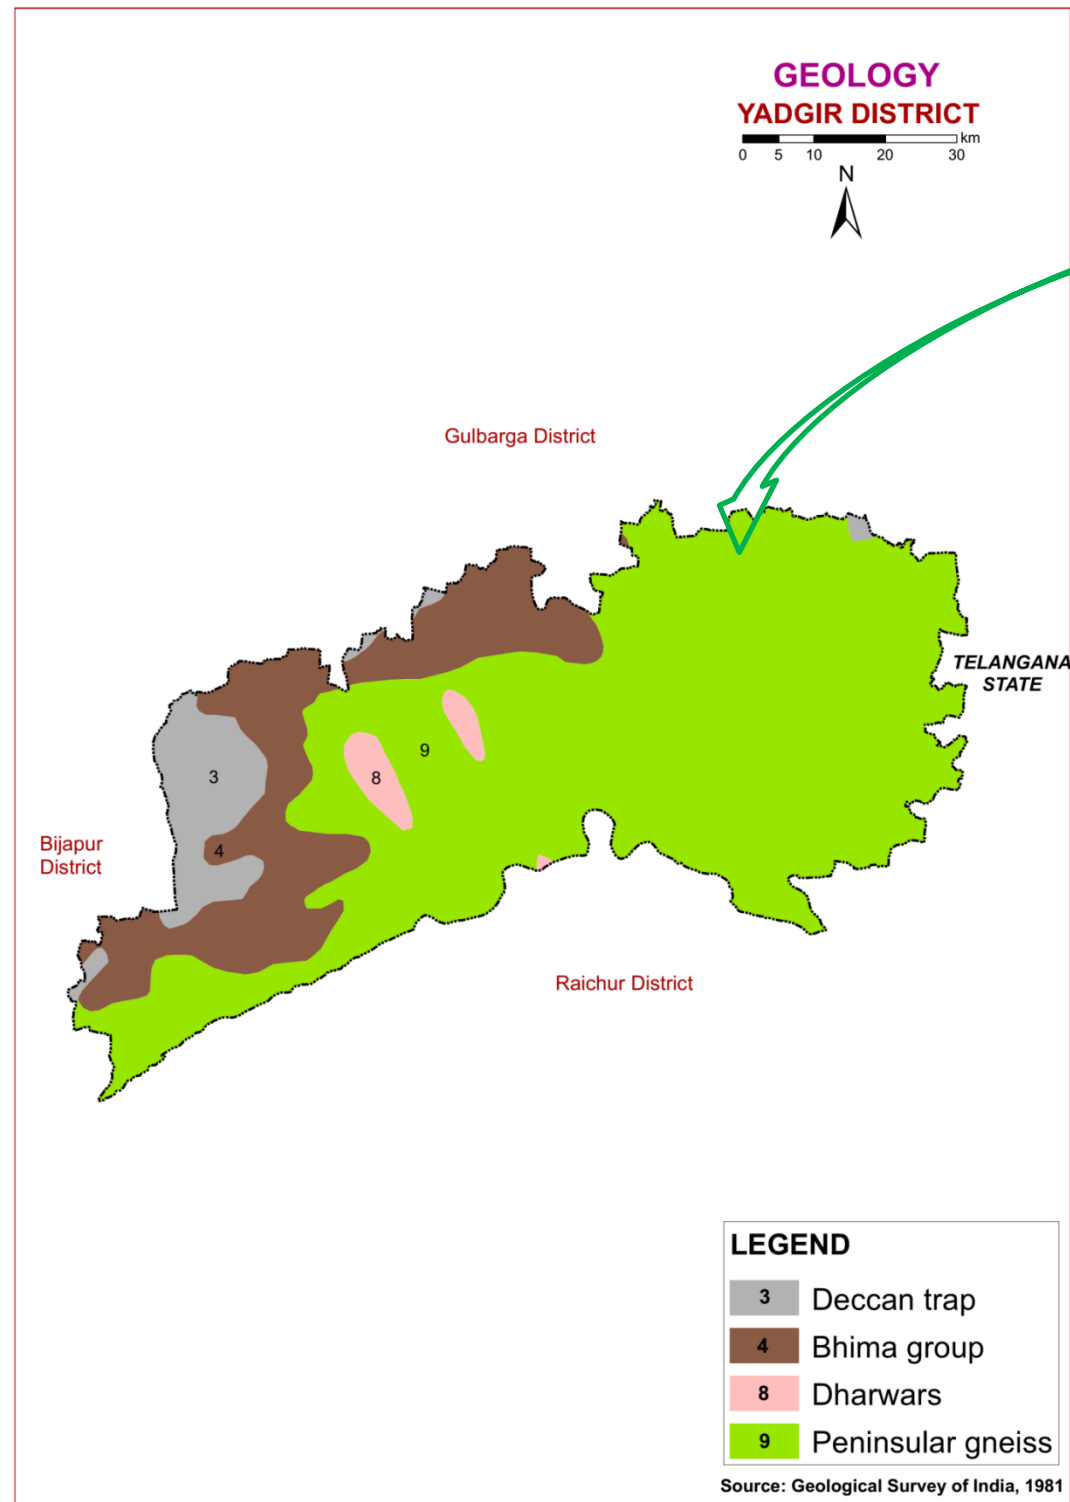 GEOLOGY
YADGIR DISTRICT
km
0 5 10 20 30
N
Gulbarga District
TELANGANA
STATE
9
8
3
4
Bijapur
District
Raichur District
LEGEND
3 Deccan trap
4 Bhima group
8 Dharwars
9 Peninsular gneiss
Source: Geological Survey of India, 1981